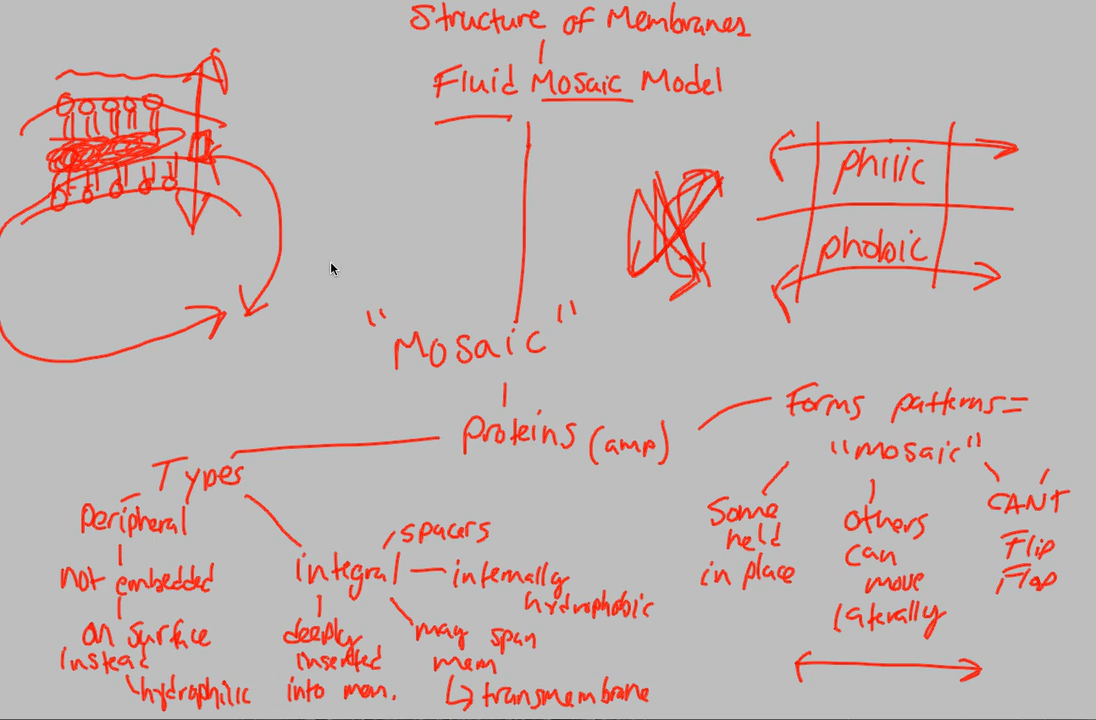 Structure of Membranes
Fluid Mosaic Model
philic
phobic
"Mosaic"
Proteins (amp)
Forms patterns =
"mosaic"
Some
held
in place
others
can
move
laterally
CANT
Flip
Flop
Types
Peripheral
not embedded
on surface
instead
hydrophilic
integral
spacers
internally
hydrophobic
deeply
inserted
into mem.
may span
mem
transmembrane